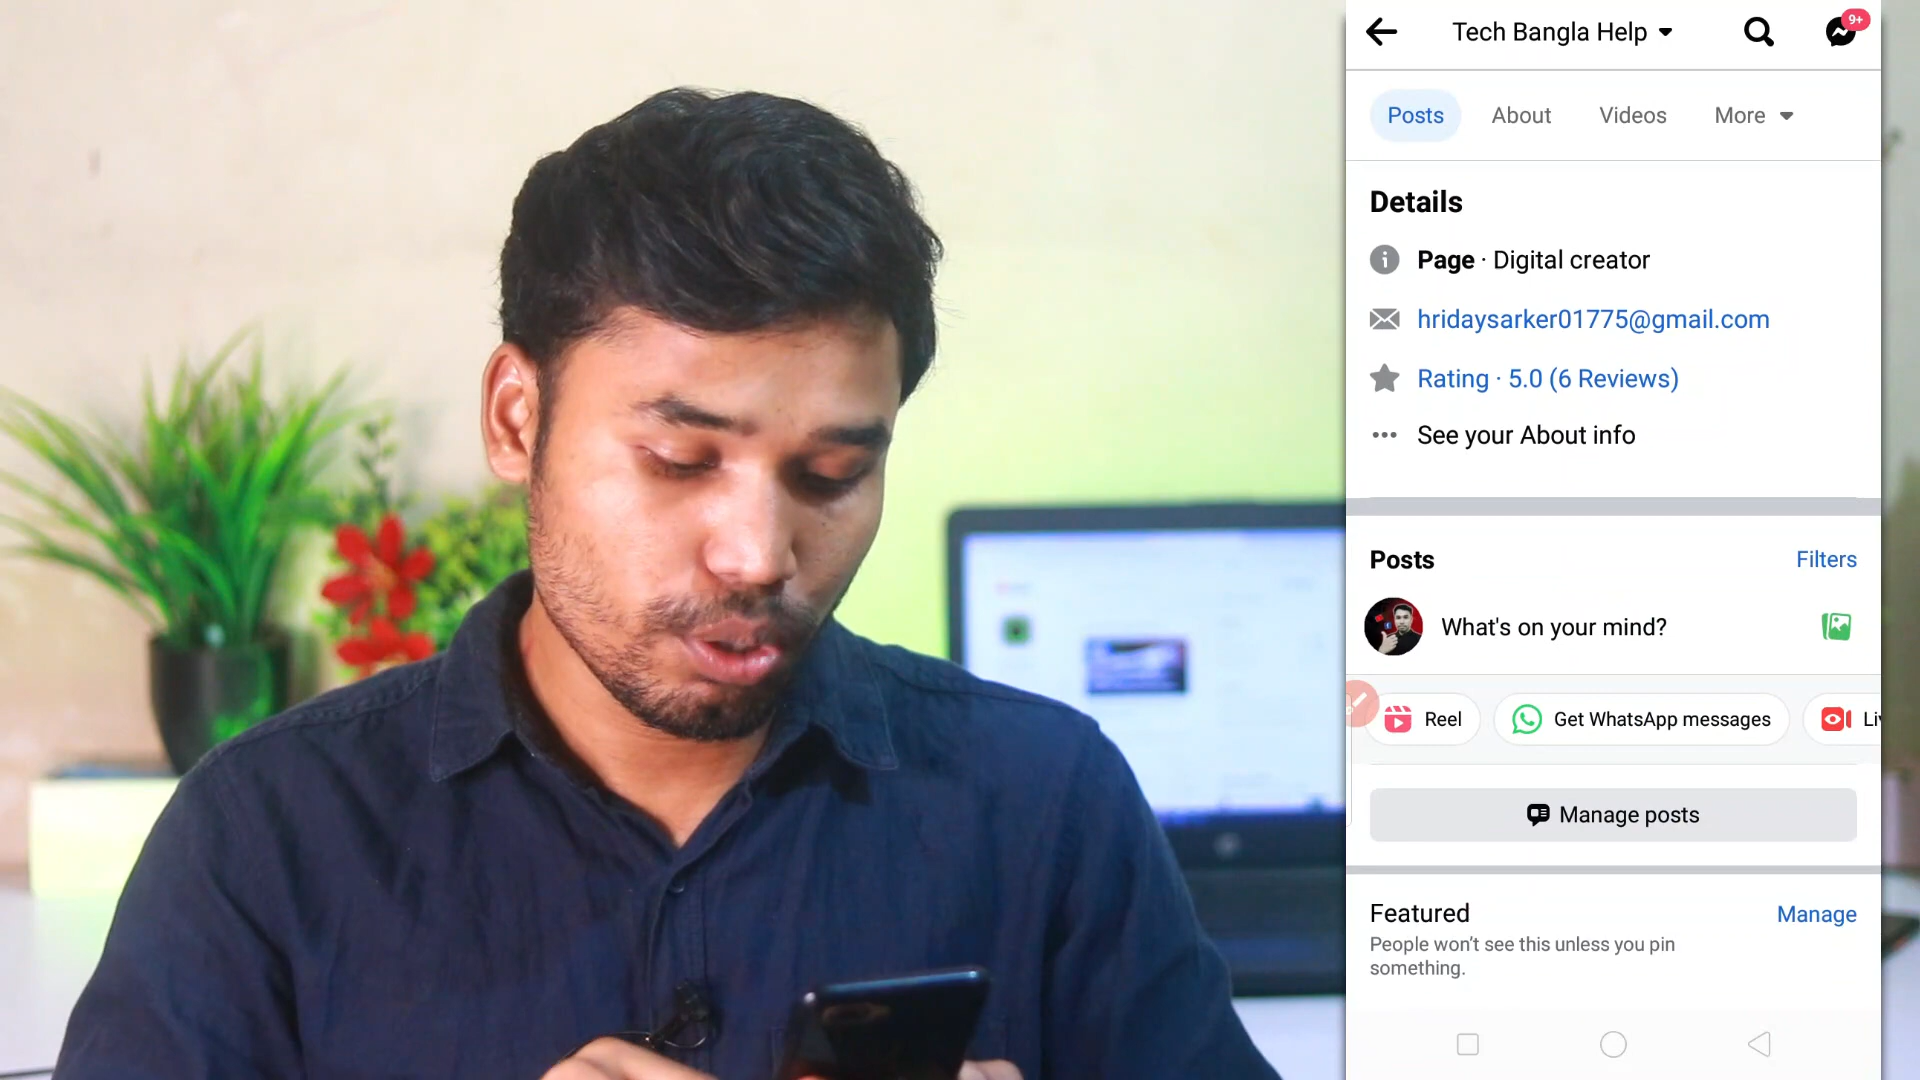 Tech Bangla Help
9+
Posts About Videos More
Details
Page · Digital creator
hridaysarker01775@gmail.com
Rating · 5.0 (6 Reviews)
See your About info
Posts Filters
What's on your mind?
Reel Get WhatsApp messages Li
Manage posts
Featured Manage
People won't see this unless you pin
something.